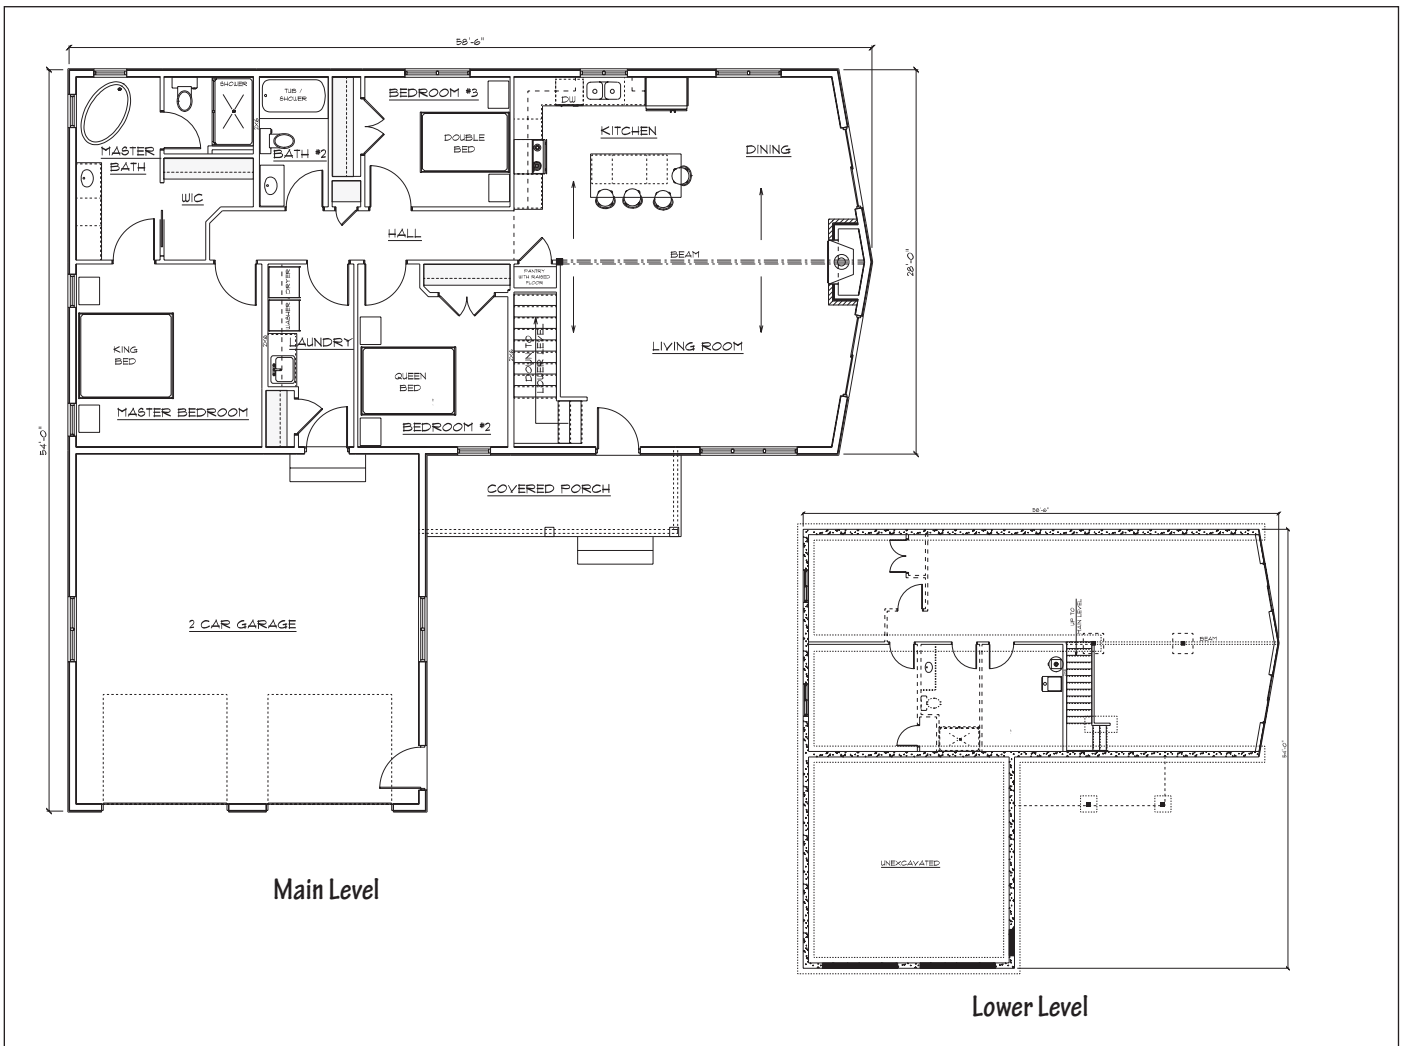 58'-6"
SHOWER
TUB /
SHOWER
BEDROOM #3
DW
KITCHEN
DINING
DOUBLE
BED
MASTER
BATH
BATH #2
2X6
WIC
HALL
BEAM
28'-0"
PANTRY
WITH RAISED
FLOOR
DRYER
WASHER
LAUNDRY
2X6
2X6
DOWN TO
LOWER LEVEL
LIVING ROOM
KING
BED
QUEEN
BED
MASTER BEDROOM
BEDROOM #2
54'-0"
COVERED PORCH
2 CAR GARAGE
Main Level
58'-6"
UP TO
MAIN LEVEL
BEAM
54'-0"
UNEXCAVATED
Lower Level